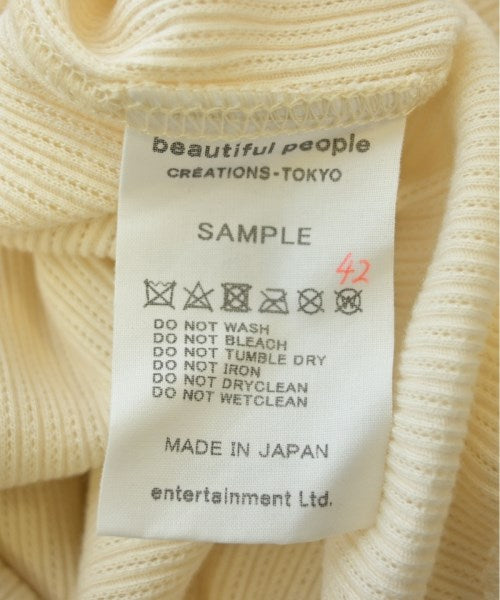 beautiful people
CRÉATIONS-TOKYO
SAMPLE
42
W
DO NOT WASH
DO NOT BLEACH
DO NOT TUMBLE DRY
DO NOT IRON
DO NOT DRYCLEAN
DO NOT WETCLEAN
MADE IN JAPAN
entertainment Ltd.